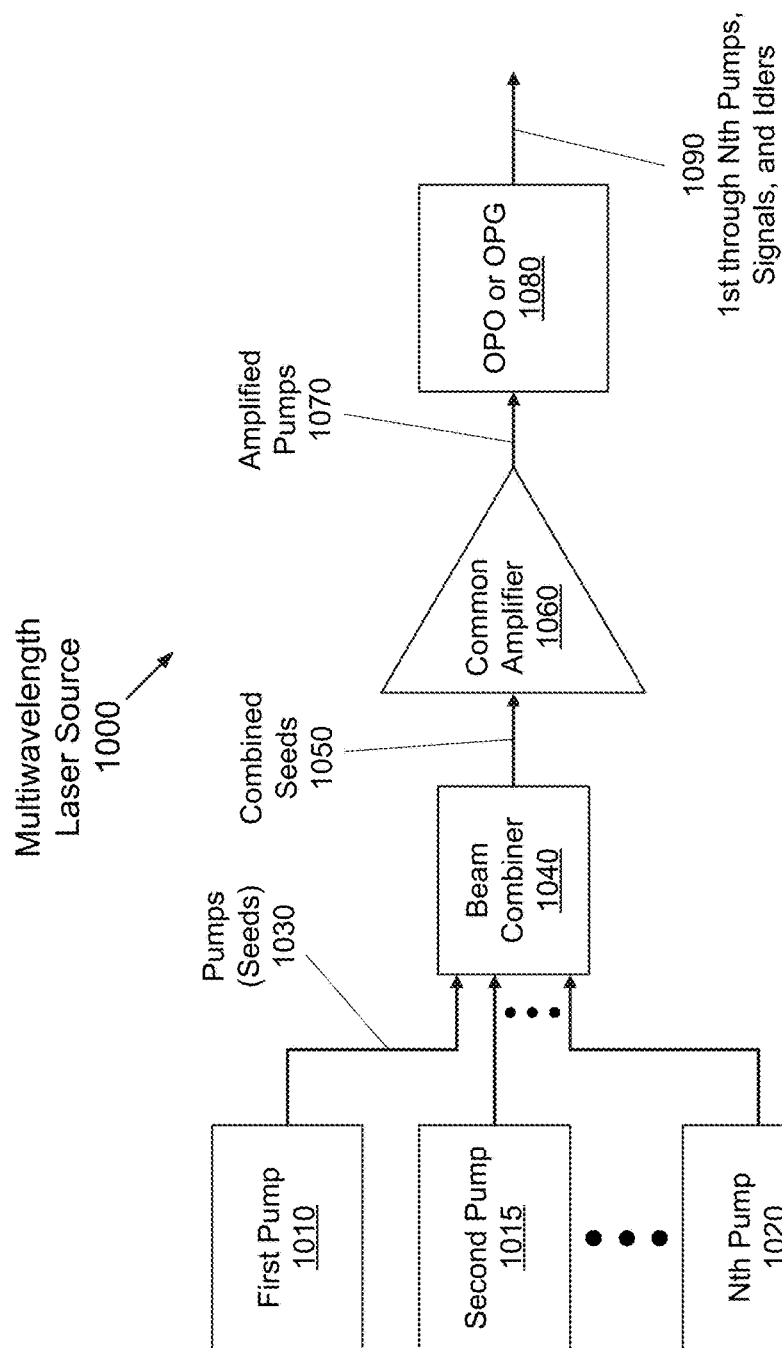 Multiwavelength
Laser Source
1000
First Pump
1010
Second Pump
1015
Nth Pump
1020
Pumps
(Seeds)
1030
Beam
Combiner
1040
Combined
Seeds
1050
Common
Amplifier
1060
Amplified
Pumps
1070
OPO or OPG
1080
1090
1st through Nth Pumps,
Signals, and Idlers